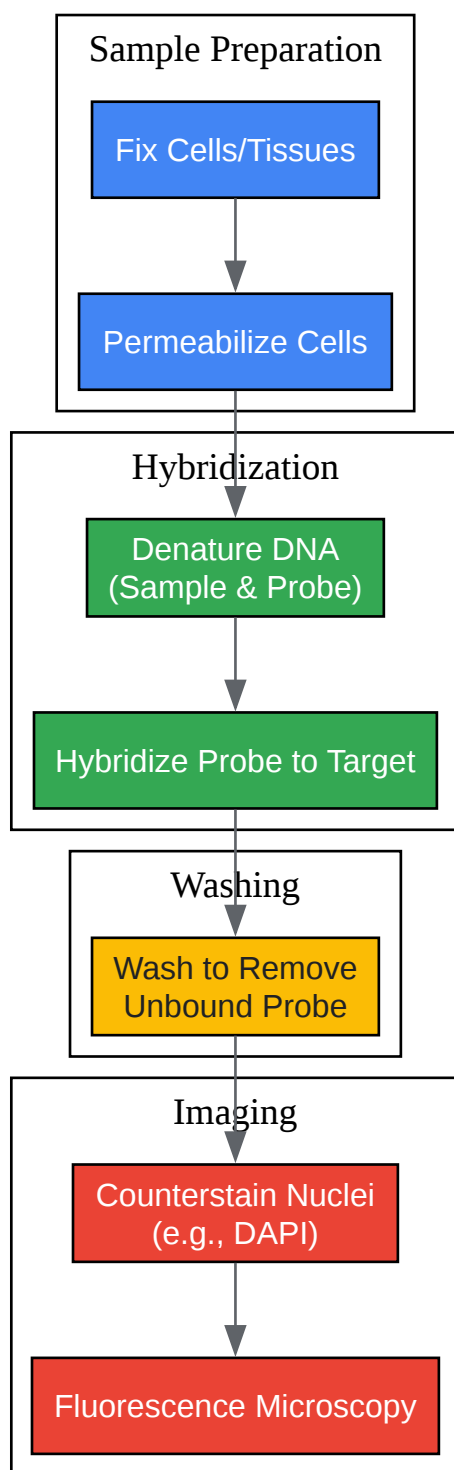 Sample Preparation
Fix Cells/Tissues
Permeabilize Cells
Hybridization
Denature DNA
(Sample & Probe)
Hybridize Probe to Target
Washing
Wash to Remove
Unbound Probe
Imaging
Counterstain Nuclei
(e.g., DAPI)
Fluorescence Microscopy